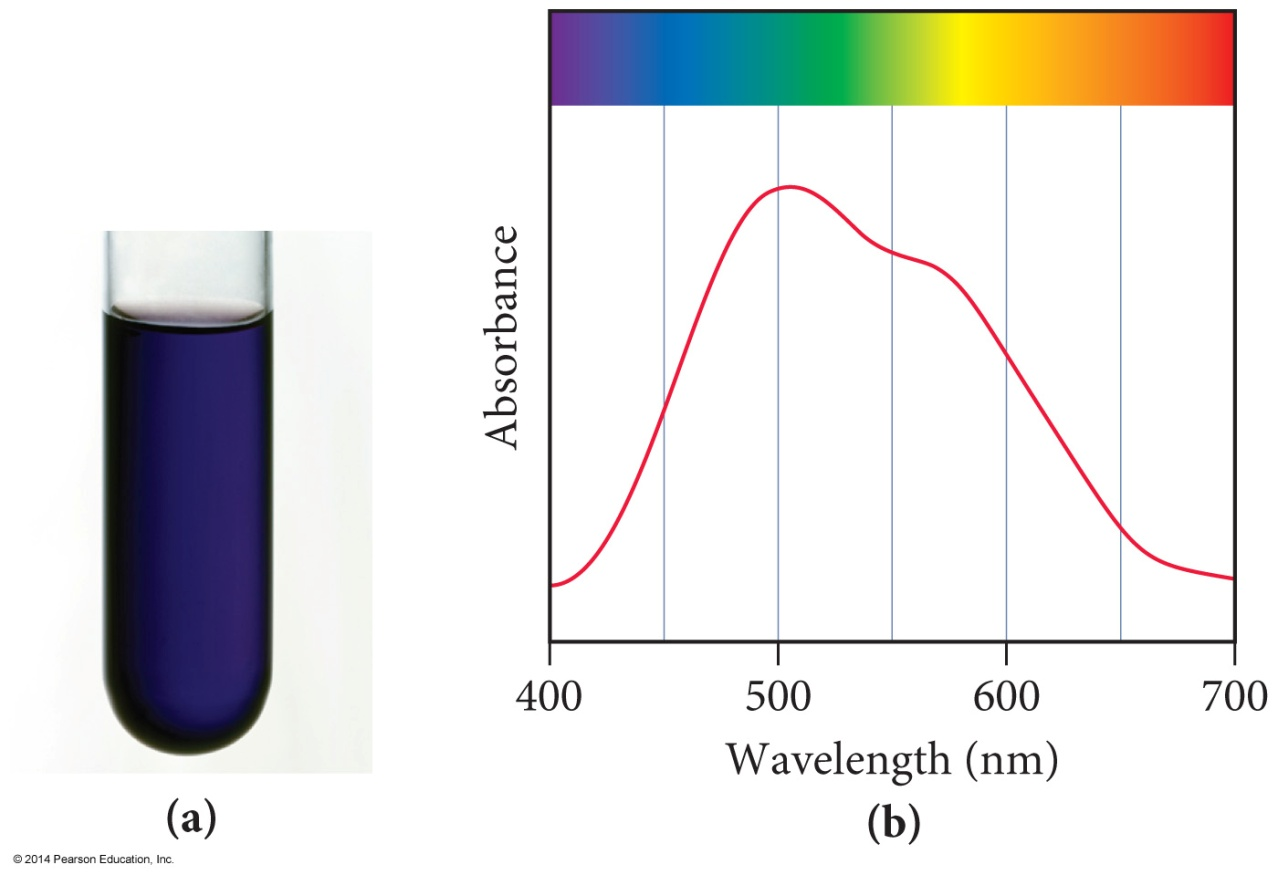 Absorbance
400 500 600 700
Wavelength (nm)
(a)
(b)
© 2014 Pearson Education, Inc.